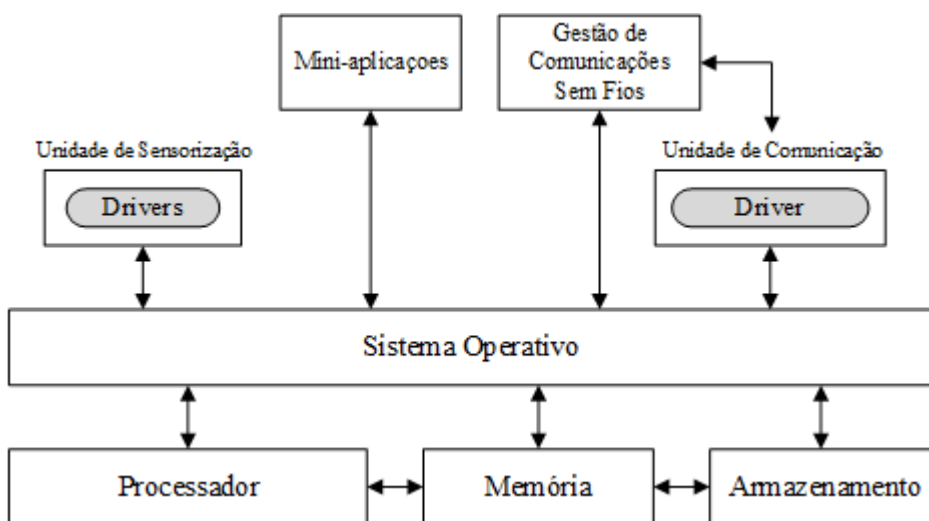 Mini-aplicaçoes
Gestão de
Comunicações
Sem Fios
Unidade de Sensorização
Unidade de Comunicação
Drivers
Driver
Sistema Operativo
Processador
Memória
Armazenamento